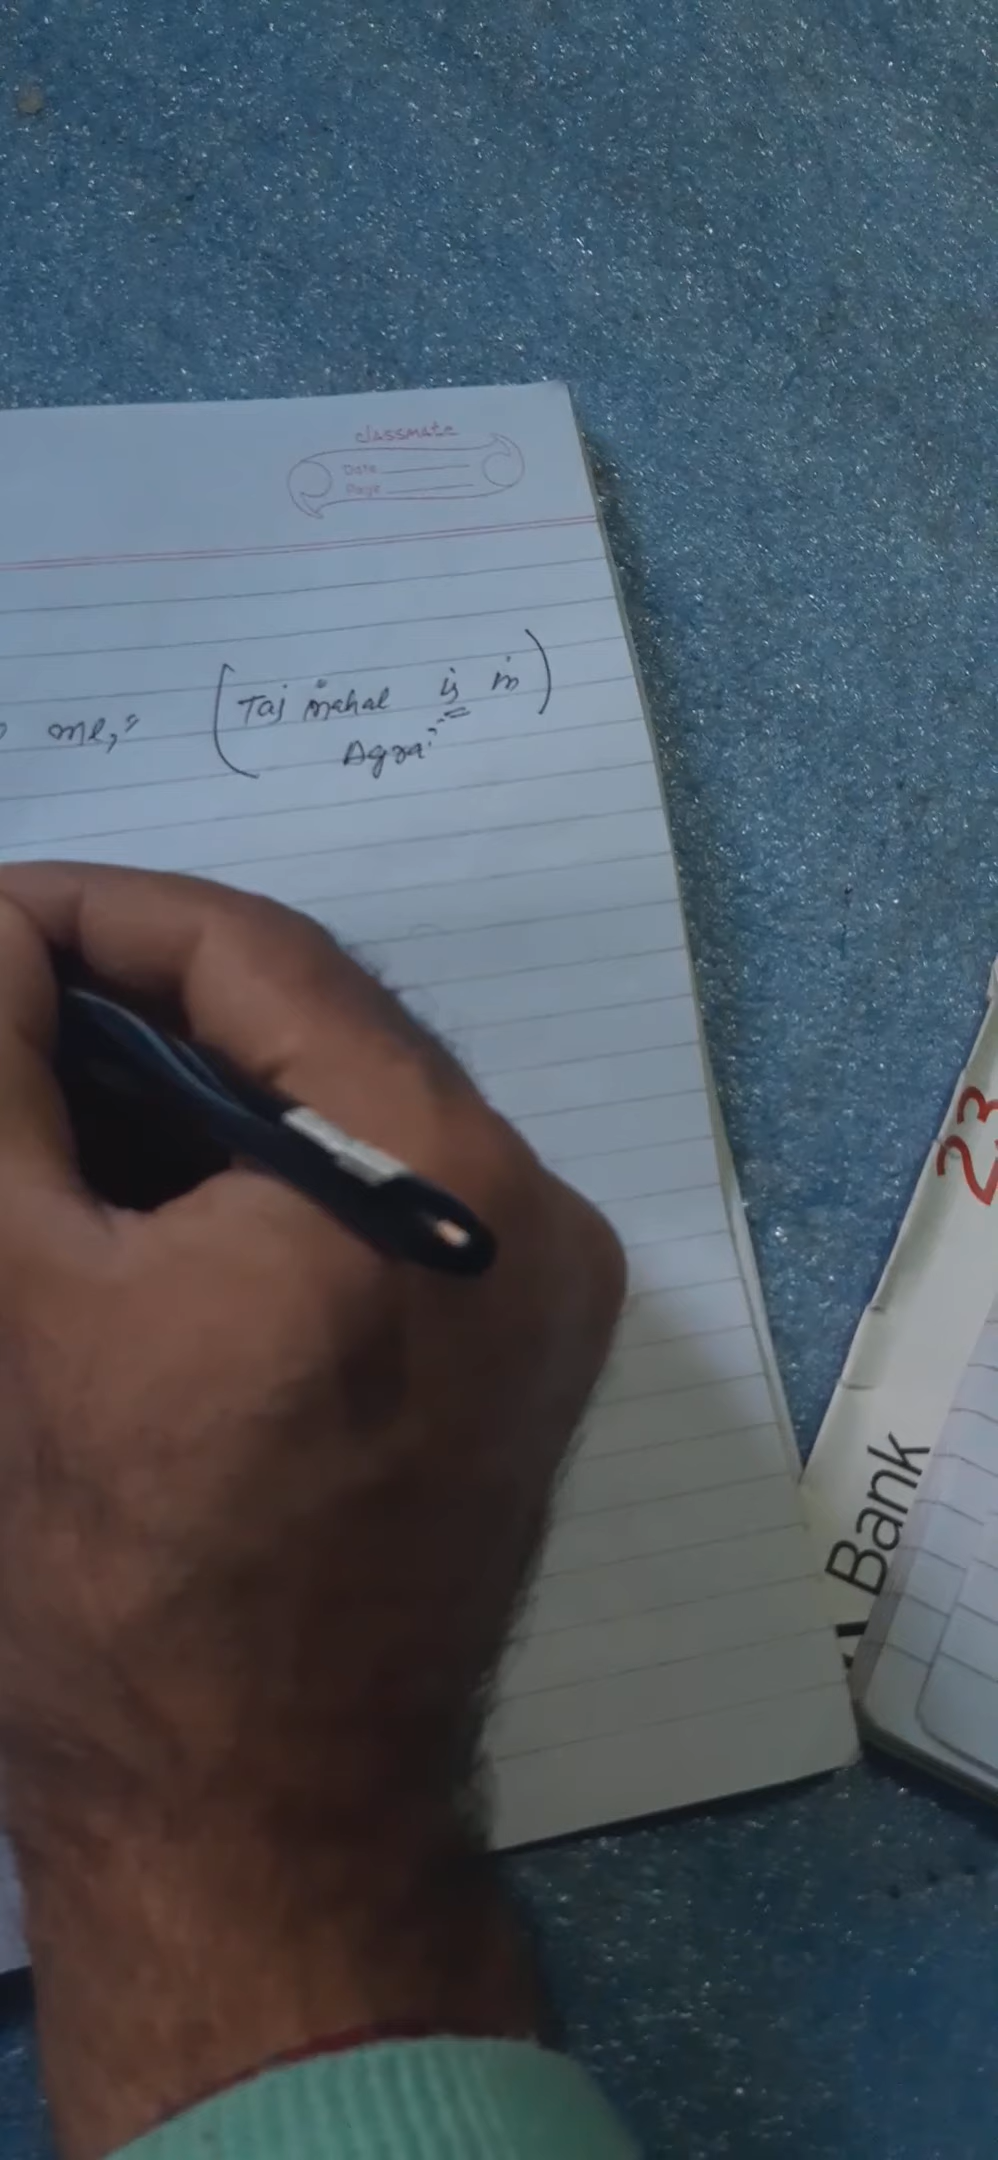 classmate
Date
Page
me,"
(Taj mahal is in)
Agra."
23
Bank